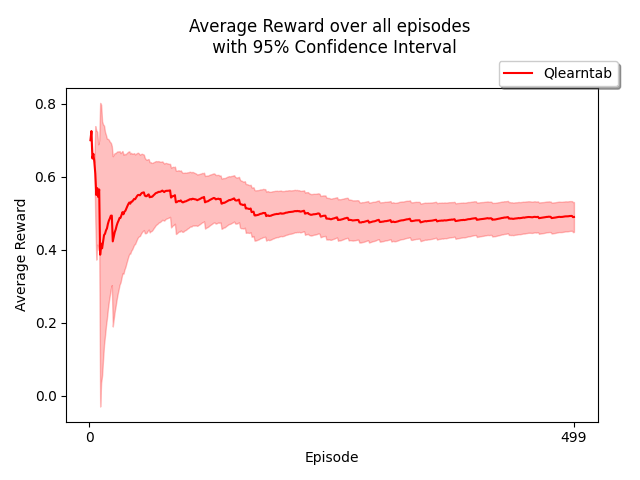 Average Reward over all episodes
with 95% Confidence Interval
Qlearntab
0.8
0.6
0.4
0.2
0.0
Average Reward
0
499
Episode